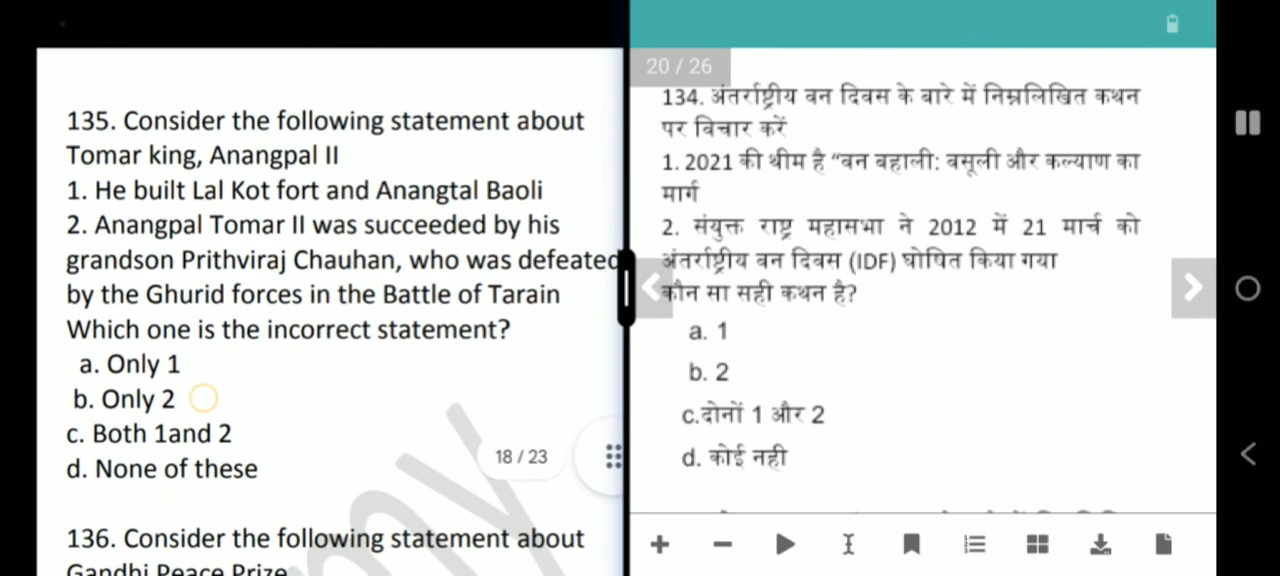 135. Consider the following statement about
Tomar king, Anangpal II
1. He built Lal Kot fort and Anangtal Baoli
2. Anangpal Tomar II was succeeded by his
grandson Prithviraj Chauhan, who was defeated
by the Ghurid forces in the Battle of Tarain
Which one is the incorrect statement?
a. Only 1
b. Only 2
c. Both 1and 2
d. None of these
18 / 23
136. Consider the following statement about
Gandhi Peace Prize
20 / 26
134. अंतर्राष्ट्रीय वन दिवस के बारे में निम्नलिखित कथन
पर विचार करें
1. 2021 की थीम है “वन बहाली: वसूली और कल्याण का
मार्ग
2. संयुक्त राष्ट्र महासभा ने 2012 में 21 मार्च को
अंतर्राष्ट्रीय वन दिवस (IDF) घोषित किया गया
कौन सा सही कथन है?
a. 1
b. 2
c.दोनों 1 और 2
d. कोई नही